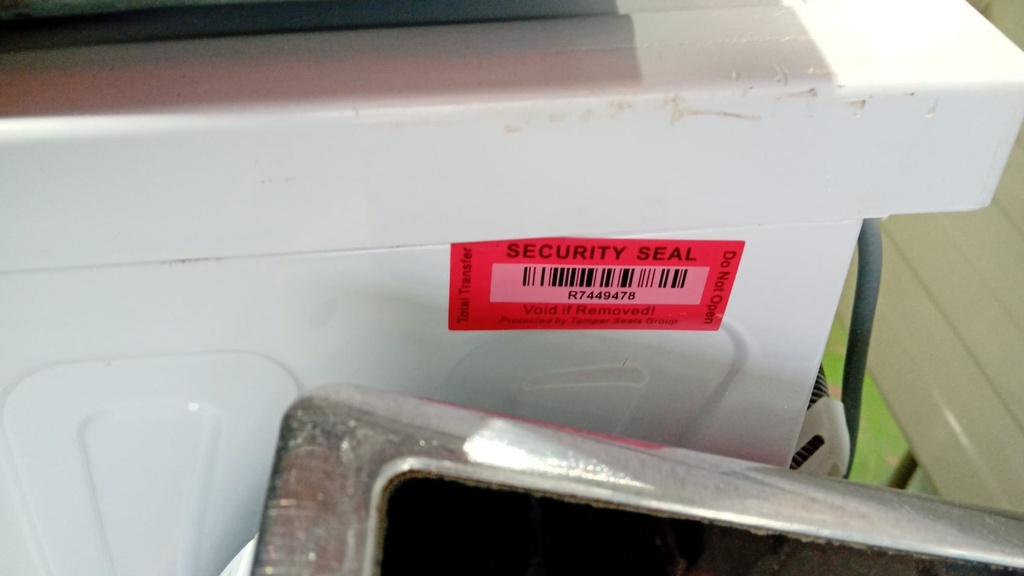 SECURITY SEAL
Total Transfer
R7449478
Do Not Open
Void if Removed!
Protected by Tamper Seals Group